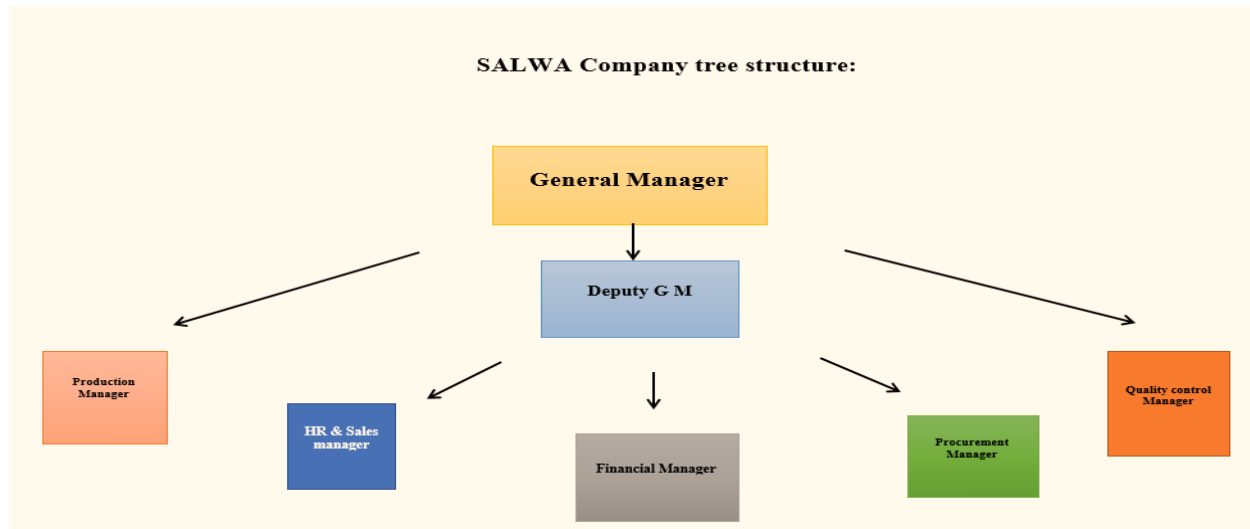 SALWA Company tree structure:
General Manager
Deputy G M
Production
Manager
HR & Sales
manager
Financial Manager
Procurement
Manager
Quality control
Manager